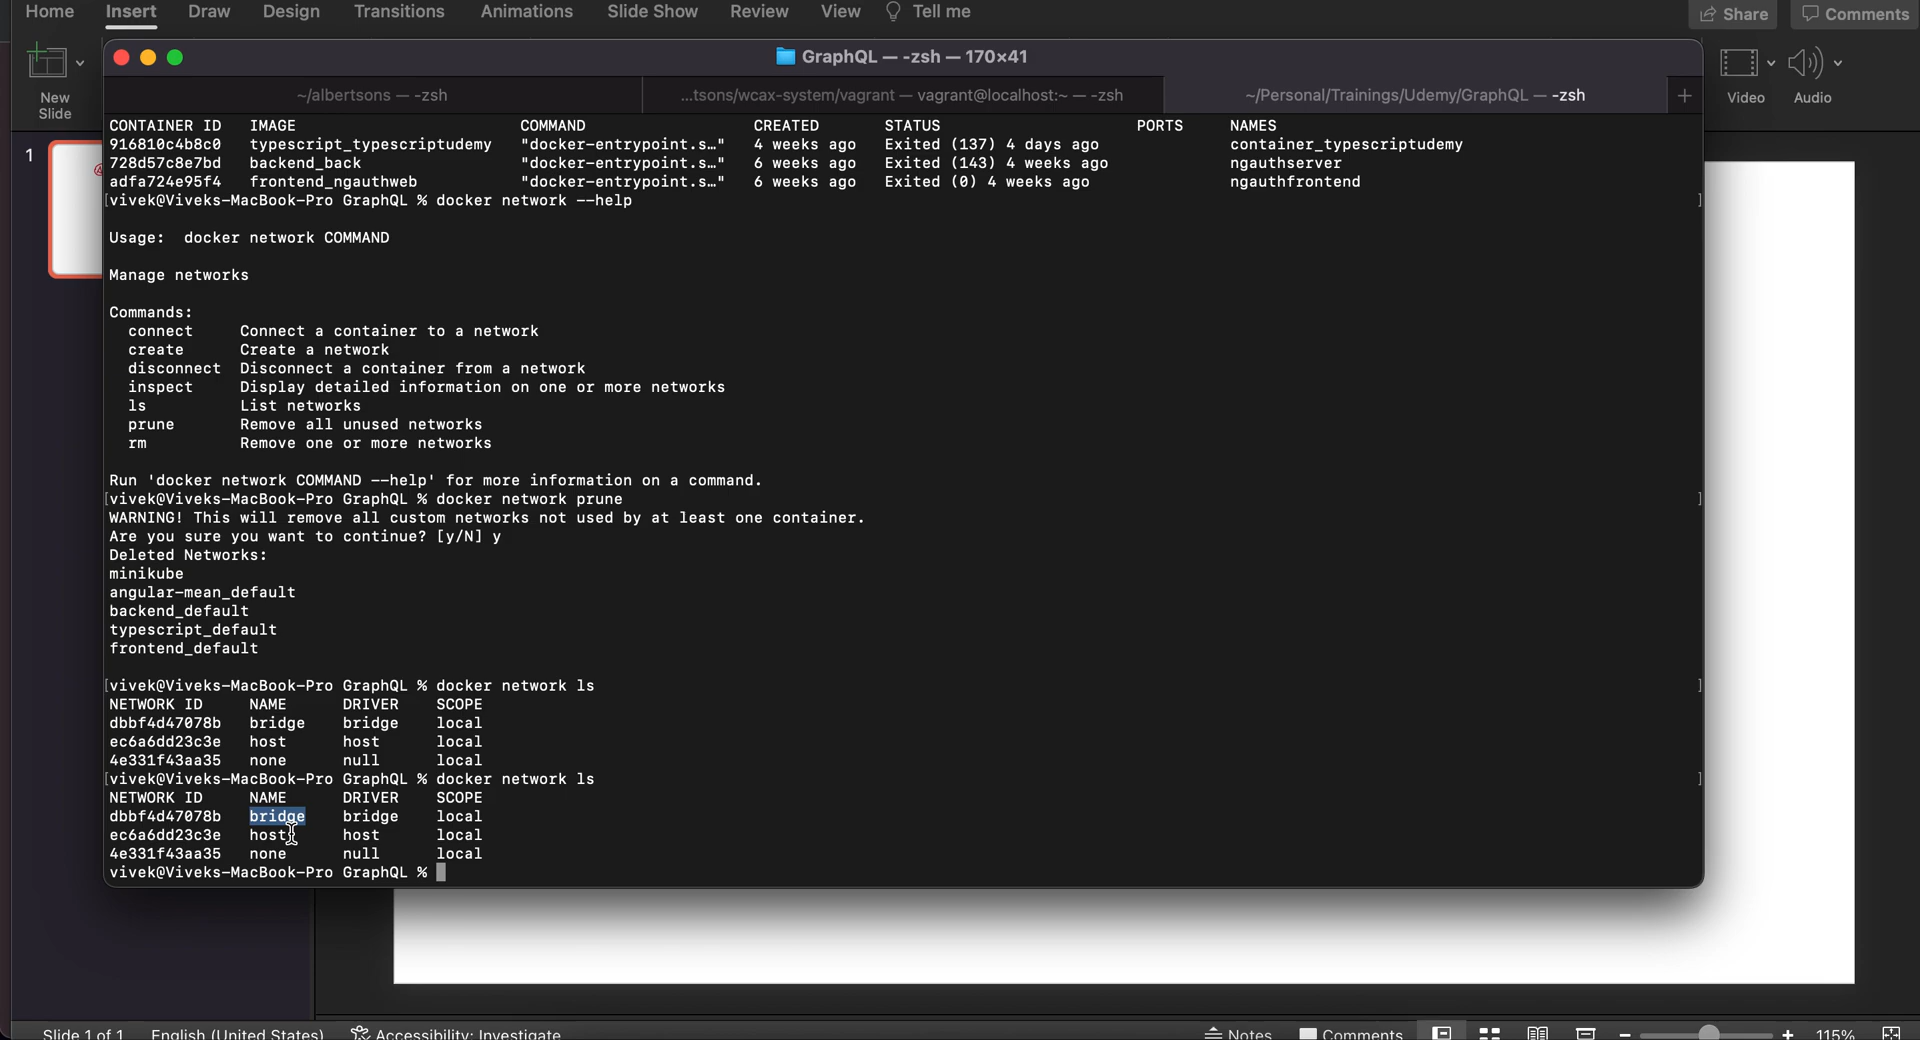 Home Insert Draw Design Transitions Animations Slide Show Review View Tell me Share Comments
New Slide
Video Audio
GraphQL — -zsh — 170×41
~/albertsons — -zsh ...tsons/wcax-system/vagrant — vagrant@localhost:~ — -zsh ~/Personal/Trainings/Udemy/GraphQL — -zsh
1
CONTAINER ID IMAGE COMMAND CREATED STATUS PORTS NAMES
916810c4b8c0 typescript_typescriptudemy "docker-entrypoint.s…" 4 weeks ago Exited (137) 4 days ago container_typescriptudemy
728d57c8e7bd backend_back "docker-entrypoint.s…" 6 weeks ago Exited (143) 4 weeks ago ngauthserver
adfa724e95f4 frontend_ngauthweb "docker-entrypoint.s…" 6 weeks ago Exited (0) 4 weeks ago ngauthfrontend
[vivek@Viveks-MacBook-Pro GraphQL % docker network --help ]
Usage: docker network COMMAND
Manage networks
Commands:
connect Connect a container to a network
create Create a network
disconnect Disconnect a container from a network
inspect Display detailed information on one or more networks
ls List networks
prune Remove all unused networks
rm Remove one or more networks
Run 'docker network COMMAND --help' for more information on a command.
[vivek@Viveks-MacBook-Pro GraphQL % docker network prune ]
WARNING! This will remove all custom networks not used by at least one container.
Are you sure you want to continue? [y/N] y
Deleted Networks:
minikube
angular-mean_default
backend_default
typescript_default
frontend_default
[vivek@Viveks-MacBook-Pro GraphQL % docker network ls ]
NETWORK ID NAME DRIVER SCOPE
dbbf4d47078b bridge bridge local
ec6a6dd23c3e host host local
4e331f43aa35 none null local
[vivek@Viveks-MacBook-Pro GraphQL % docker network ls ]
NETWORK ID NAME DRIVER SCOPE
dbbf4d47078b bridge bridge local
ec6a6dd23c3e host host local
4e331f43aa35 none null local
vivek@Viveks-MacBook-Pro GraphQL %
Slide 1 of 1 English (United States) Accessibility: Investigate Notes Comments 115%